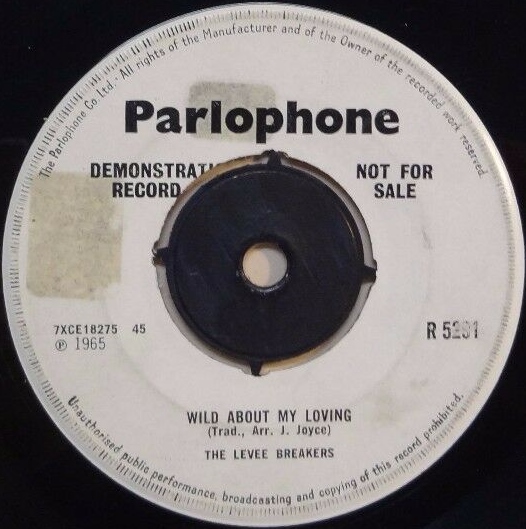 The Parlophone Co Ltd. All rights of the Manufacturer and of the Owner of the recorded work reserved
Parlophone
DEMONSTRATI NOT FOR
RECORD SALE
7XCE18275 45 R
℗ 1965
WILD ABOUT MY LOVING
(Trad., Arr. J. Joyce)
THE LEVEE BREAKERS
Unauthorised public performance, broadcasting and copying of this record prohibited.